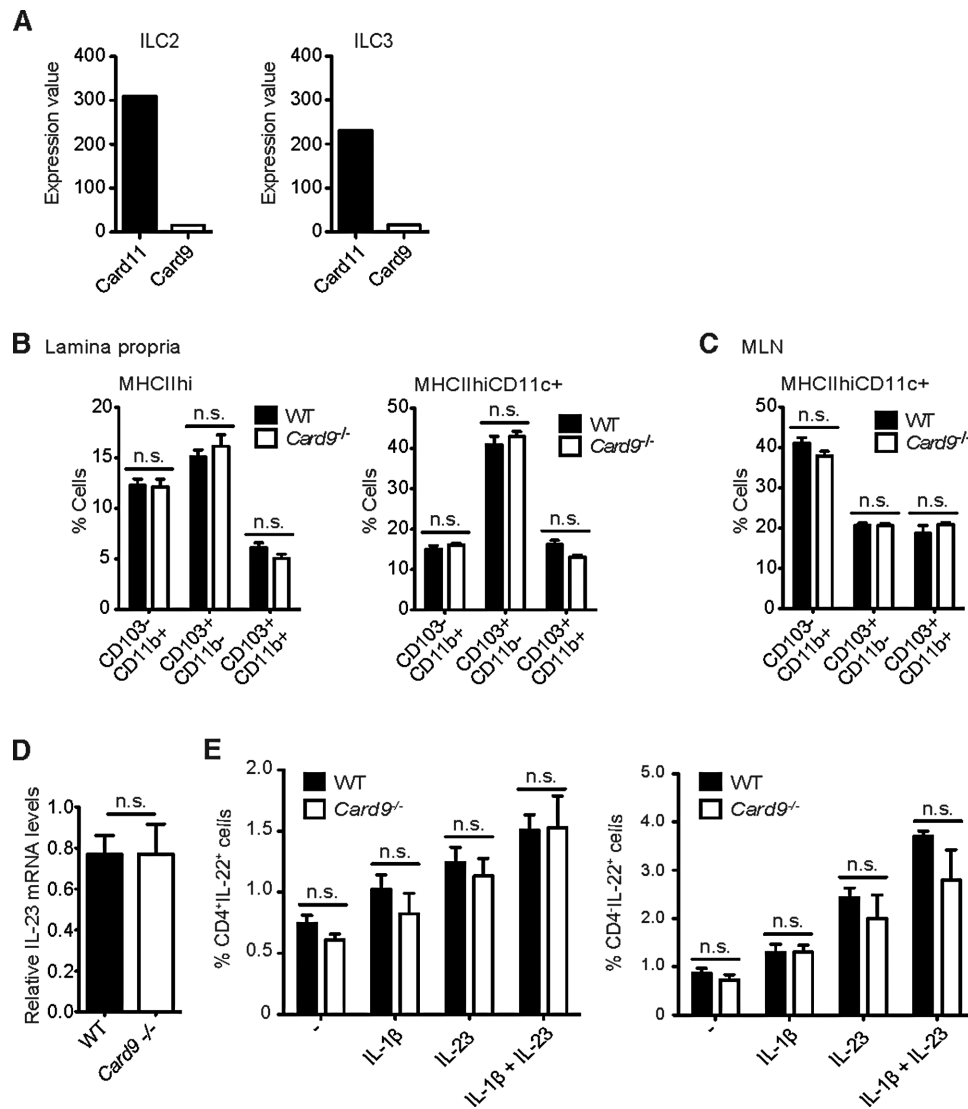 A
ILC2
Expression value
400
300
200
100
0
Card11
Card9
ILC3
Expression value
400
300
200
100
0
Card11
Card9
B Lamina propria
MHCIIhi
% Cells
20
15
10
5
0
n.s.
n.s.
n.s.
WT
Card9-/-
CD103-
CD11b+
CD103+
CD11b-
CD103+
CD11b+
MHCIIhiCD11c+
% Cells
50
40
30
20
10
0
n.s.
n.s.
n.s.
WT
Card9-/-
CD103-
CD11b+
CD103+
CD11b-
CD103+
CD11b+
C MLN
MHCIIhiCD11c+
% Cells
50
40
30
20
10
0
n.s.
n.s.
n.s.
WT
Card9-/-
CD103-
CD11b+
CD103+
CD11b-
CD103+
CD11b+
D
Relative IL-23 mRNA levels
1.0
0.8
0.6
0.4
0.2
0.0
n.s.
WT
Card9 -/-
E
% CD4+IL-22+ cells
2.0
1.5
1.0
0.5
0
WT
Card9-/-
n.s.
n.s.
n.s.
n.s.
-
IL-1β
IL-23
IL-1β + IL-23
% CD4-IL-22+ cells
5.0
4.0
3.0
2.0
1.0
0
WT
Card9-/-
n.s.
n.s.
n.s.
n.s.
-
IL-1β
IL-23
IL-1β + IL-23